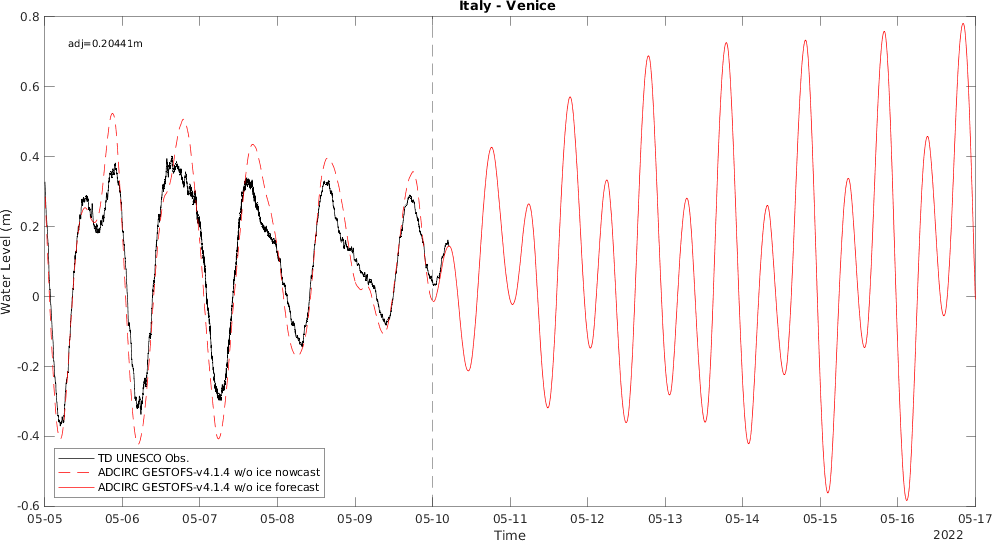 Italy - Venice
adj=0.20441m
0.8
0.6
0.4
0.2
0
-0.2
-0.4
-0.6
Water Level (m)
TD UNESCO Obs.
ADCIRC GESTOFS-v4.1.4 w/o ice nowcast
ADCIRC GESTOFS-v4.1.4 w/o ice forecast
05-05 05-06 05-07 05-08 05-09 05-10 05-11 05-12 05-13 05-14 05-15 05-16 05-17
Time
2022